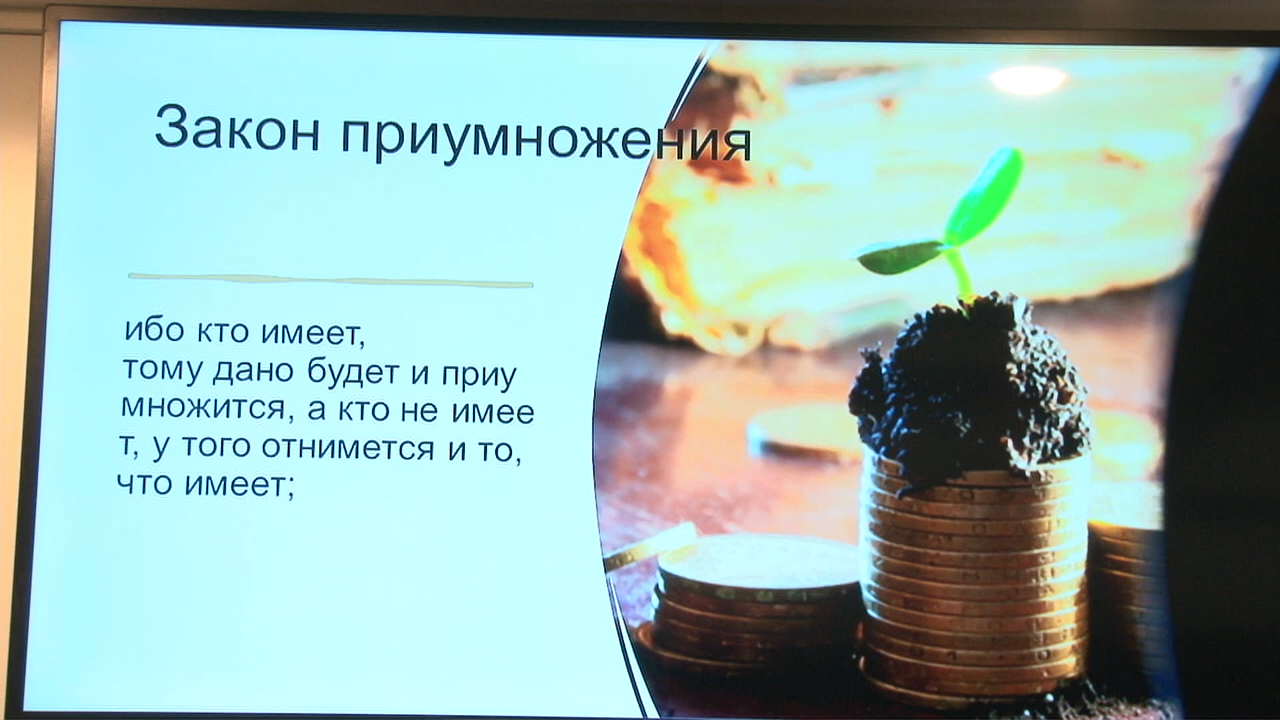 Закон приумножения
ибо кто имеет,
тому дано будет и приу
множится, а кто не имее
т, у того отнимется и то,
что имеет;